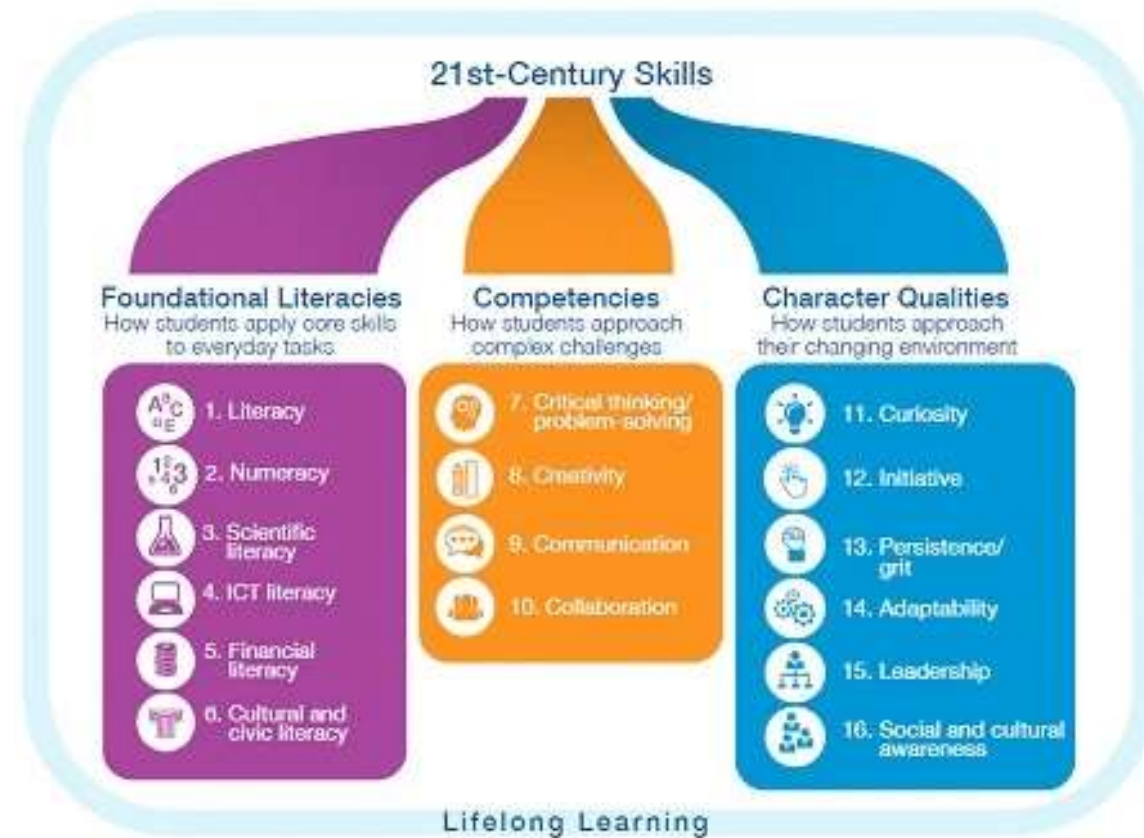 21st-Century Skills
Foundational Literacies
How students apply core skills
to everyday tasks
1. Literacy
2. Numeracy
3. Scientific
literacy
4. ICT literacy
5. Financial
literacy
6. Cultural and
civic literacy
Competencies
How students approach
complex challenges
7. Critical thinking/
problem-solving
8. Creativity
9. Communication
10. Collaboration
Character Qualities
How students approach
their changing environment
11. Curiosity
12. Initiative
13. Persistence/
grit
14. Adaptability
15. Leadership
16. Social and cultural
awareness
Lifelong Learning